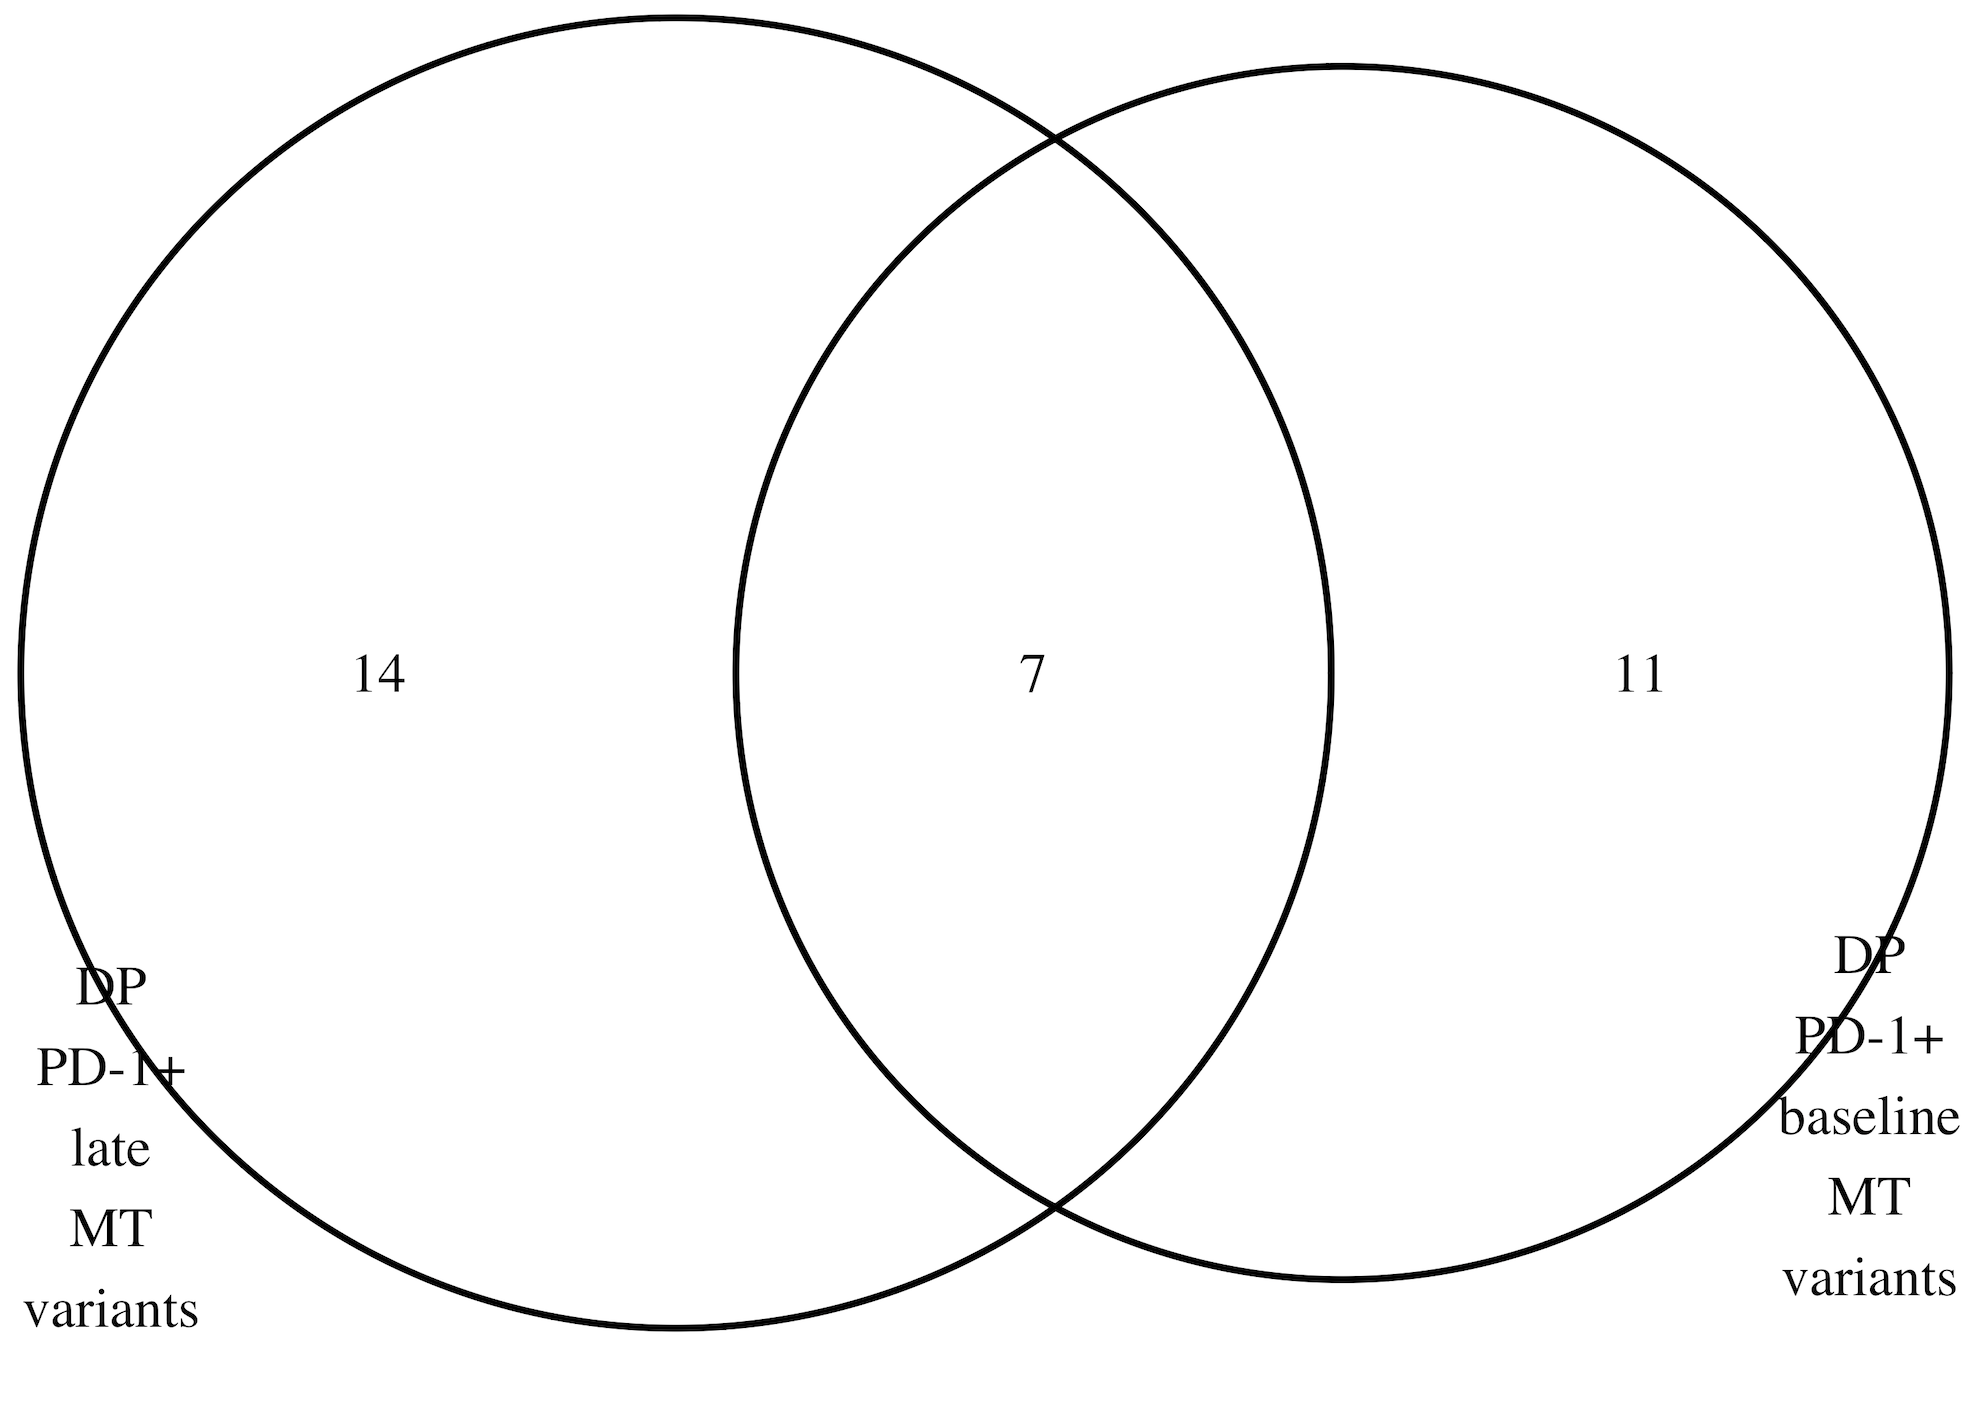 14
7
11
DP
PD-1+
late
MT
variants
DP
PD-1+
baseline
MT
variants